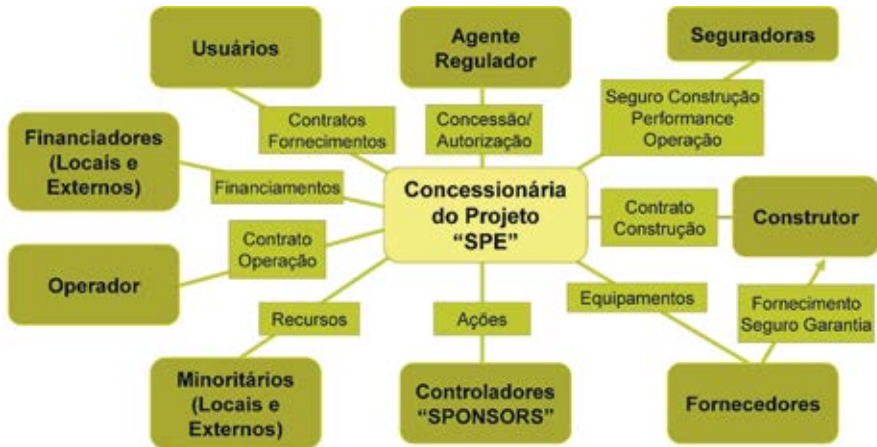 Usuários
Agente
Regulador
Seguradoras
Contratos
Fornecimentos
Concessão/
Autorização
Seguro Construção
Performance
Operação
Financiadores
(Locais e
Externos)
Financiamentos
Concessionária
do Projeto
“SPE”
Contrato
Construção
Construtor
Contrato
Operação
Operador
Recursos
Ações
Equipamentos
Fornecimento
Seguro Garantia
Minoritários
(Locais e
Externos)
Controladores
“SPONSORS”
Fornecedores